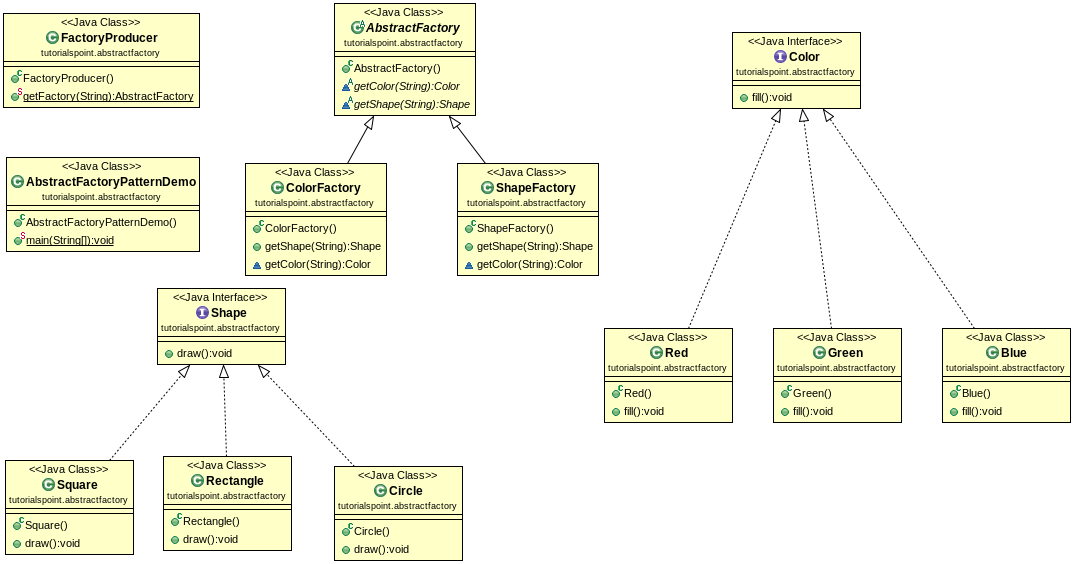 <<Java Class>>
FactoryProducer
tutorialspoint.abstractfactory
FactoryProducer()
getFactory(String):AbstractFactory
<<Java Class>>
AbstractFactory
tutorialspoint.abstractfactory
AbstractFactory()
getColor(String):Color
getShape(String):Shape
<<Java Interface>>
Color
tutorialspoint.abstractfactory
fill():void
<<Java Class>>
AbstractFactoryPatternDemo
tutorialspoint.abstractfactory
AbstractFactoryPatternDemo()
main(String[]):void
<<Java Class>>
ColorFactory
tutorialspoint.abstractfactory
ColorFactory()
getShape(String):Shape
getColor(String):Color
<<Java Class>>
ShapeFactory
tutorialspoint.abstractfactory
ShapeFactory()
getShape(String):Shape
getColor(String):Color
<<Java Interface>>
Shape
tutorialspoint.abstractfactory
draw():void
<<Java Class>>
Red
tutorialspoint.abstractfactory
Red()
fill():void
<<Java Class>>
Green
tutorialspoint.abstractfactory
Green()
fill():void
<<Java Class>>
Blue
tutorialspoint.abstractfactory
Blue()
fill():void
<<Java Class>>
Square
tutorialspoint.abstractfactory
Square()
draw():void
<<Java Class>>
Rectangle
tutorialspoint.abstractfactory
Rectangle()
draw():void
<<Java Class>>
Circle
tutorialspoint.abstractfactory
Circle()
draw():void